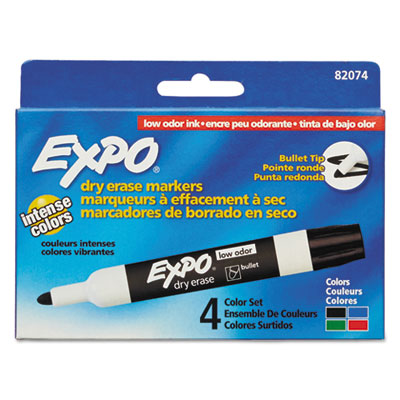 82074
low odor ink • encre peu odorante • tinta de bajo olor
EXPO®
Bullet Tip
Pointe ronde
Punta redonda
dry erase markers
marqueurs à effacement à sec
marcadores de borrado en seco
intense
colors
couleurs intenses
colores vibrantes
EXPO®
dry erase
low odor
bullet
4 Color Set
Ensemble De Couleurs
Colores Surtidos
Colors
Couleurs
Colores